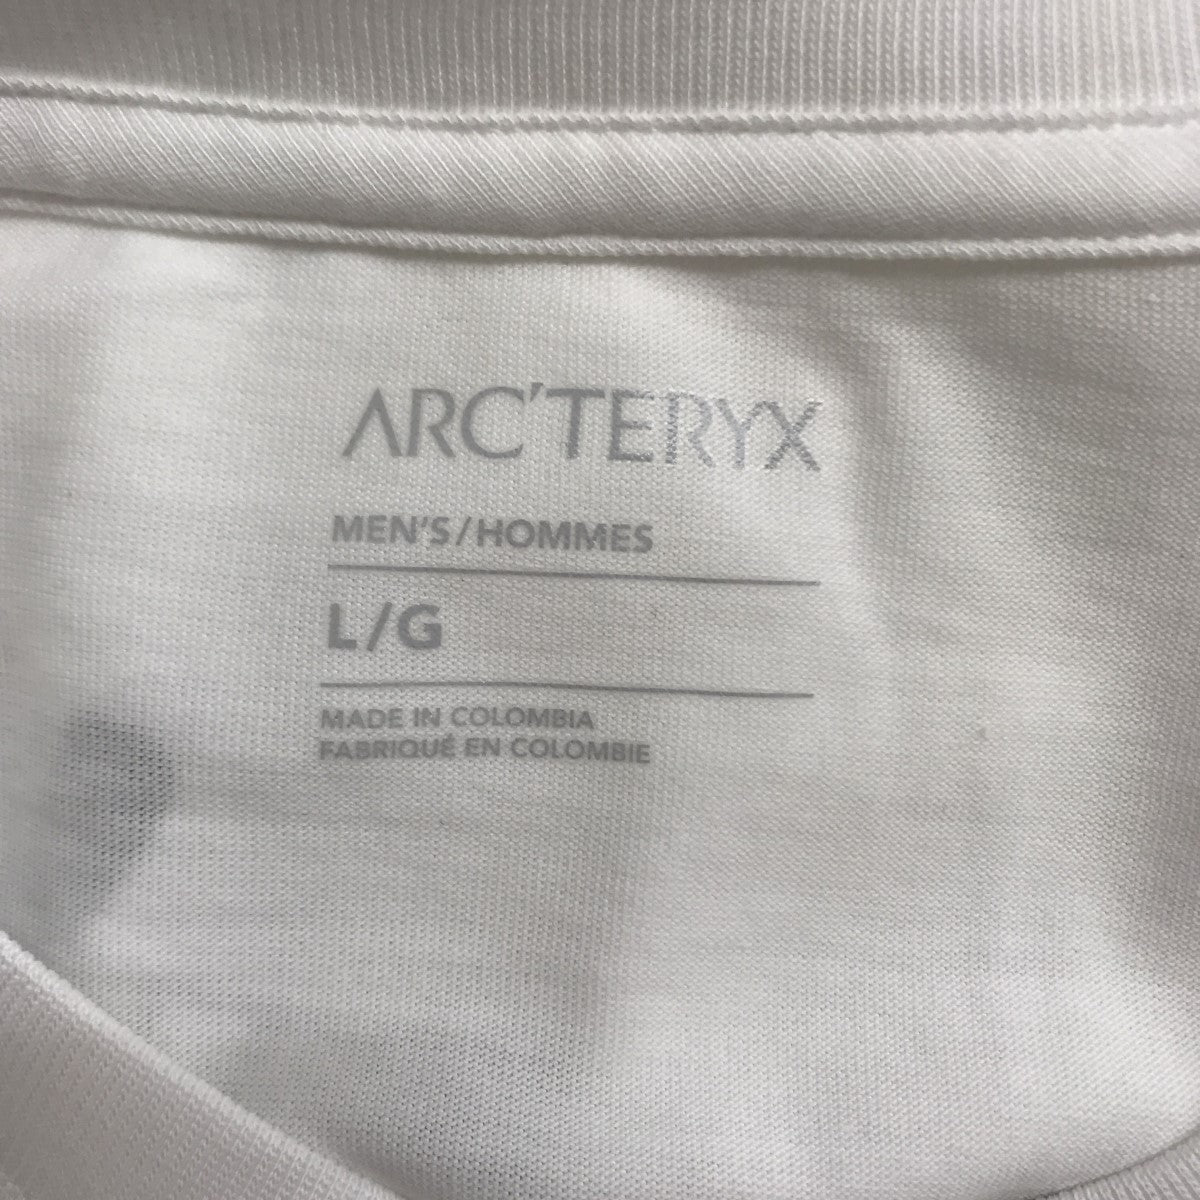 ARC'TERYX
MEN'S/HOMMES
L/G
MADE IN COLOMBIA
FABRIQUÉ EN COLOMBIE